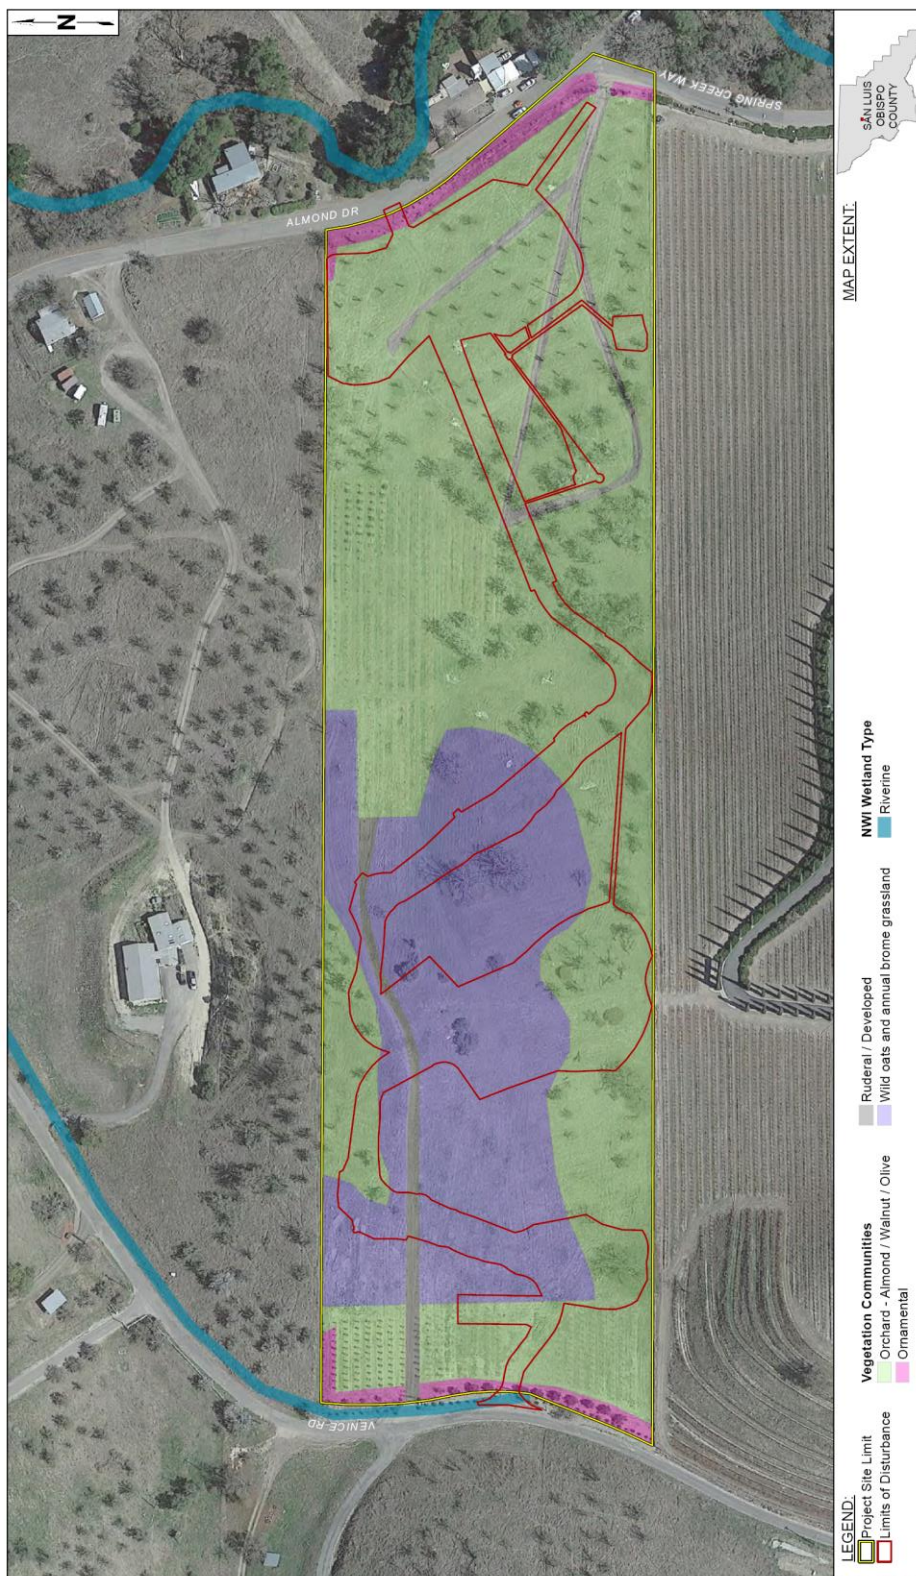 N
SPRING CREEK WAY
ALMOND DR
VENICE RD
LEGEND:
Project Site Limit
Limits of Disturbance
Vegetation Communities
Orchard - Almond / Walnut / Olive
Ornamental
Ruderal / Developed
Wild oats and annual brome grassland
NWI Wetland Type
Riverine
MAP EXTENT:
SAN LUIS
OBISPO
COUNTY